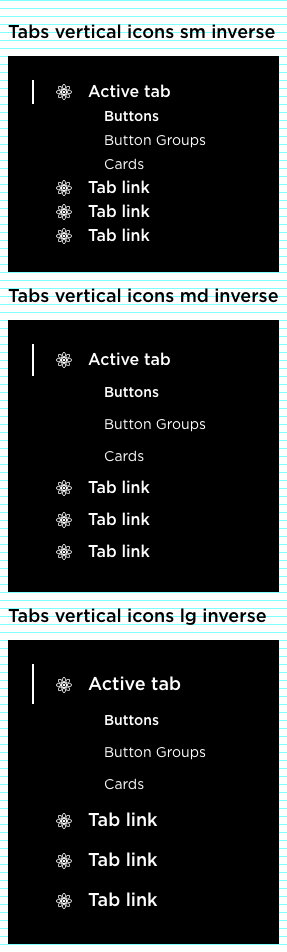 Tabs vertical icons sm inverse
Active tab
Buttons
Button Groups
Cards
Tab link
Tab link
Tab link
Tabs vertical icons md inverse
Active tab
Buttons
Button Groups
Cards
Tab link
Tab link
Tab link
Tabs vertical icons lg inverse
Active tab
Buttons
Button Groups
Cards
Tab link
Tab link
Tab link